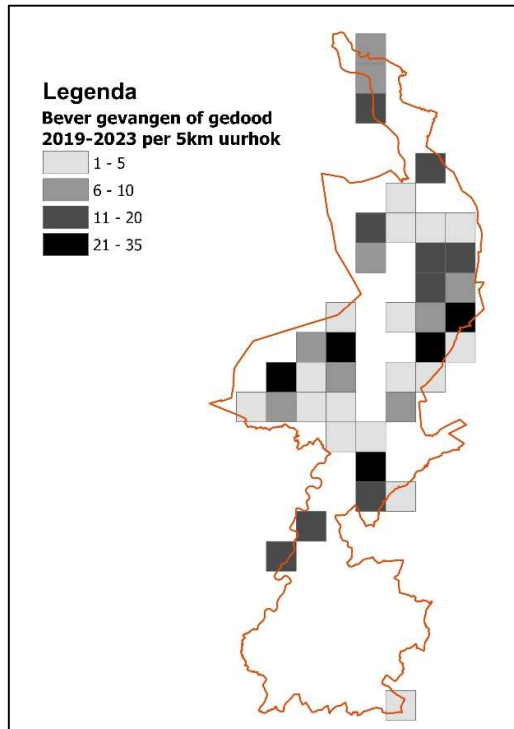 Legenda
Bever gevangen of gedood
2019-2023 per 5km uurhok
1 - 5
6 - 10
11 - 20
21 - 35